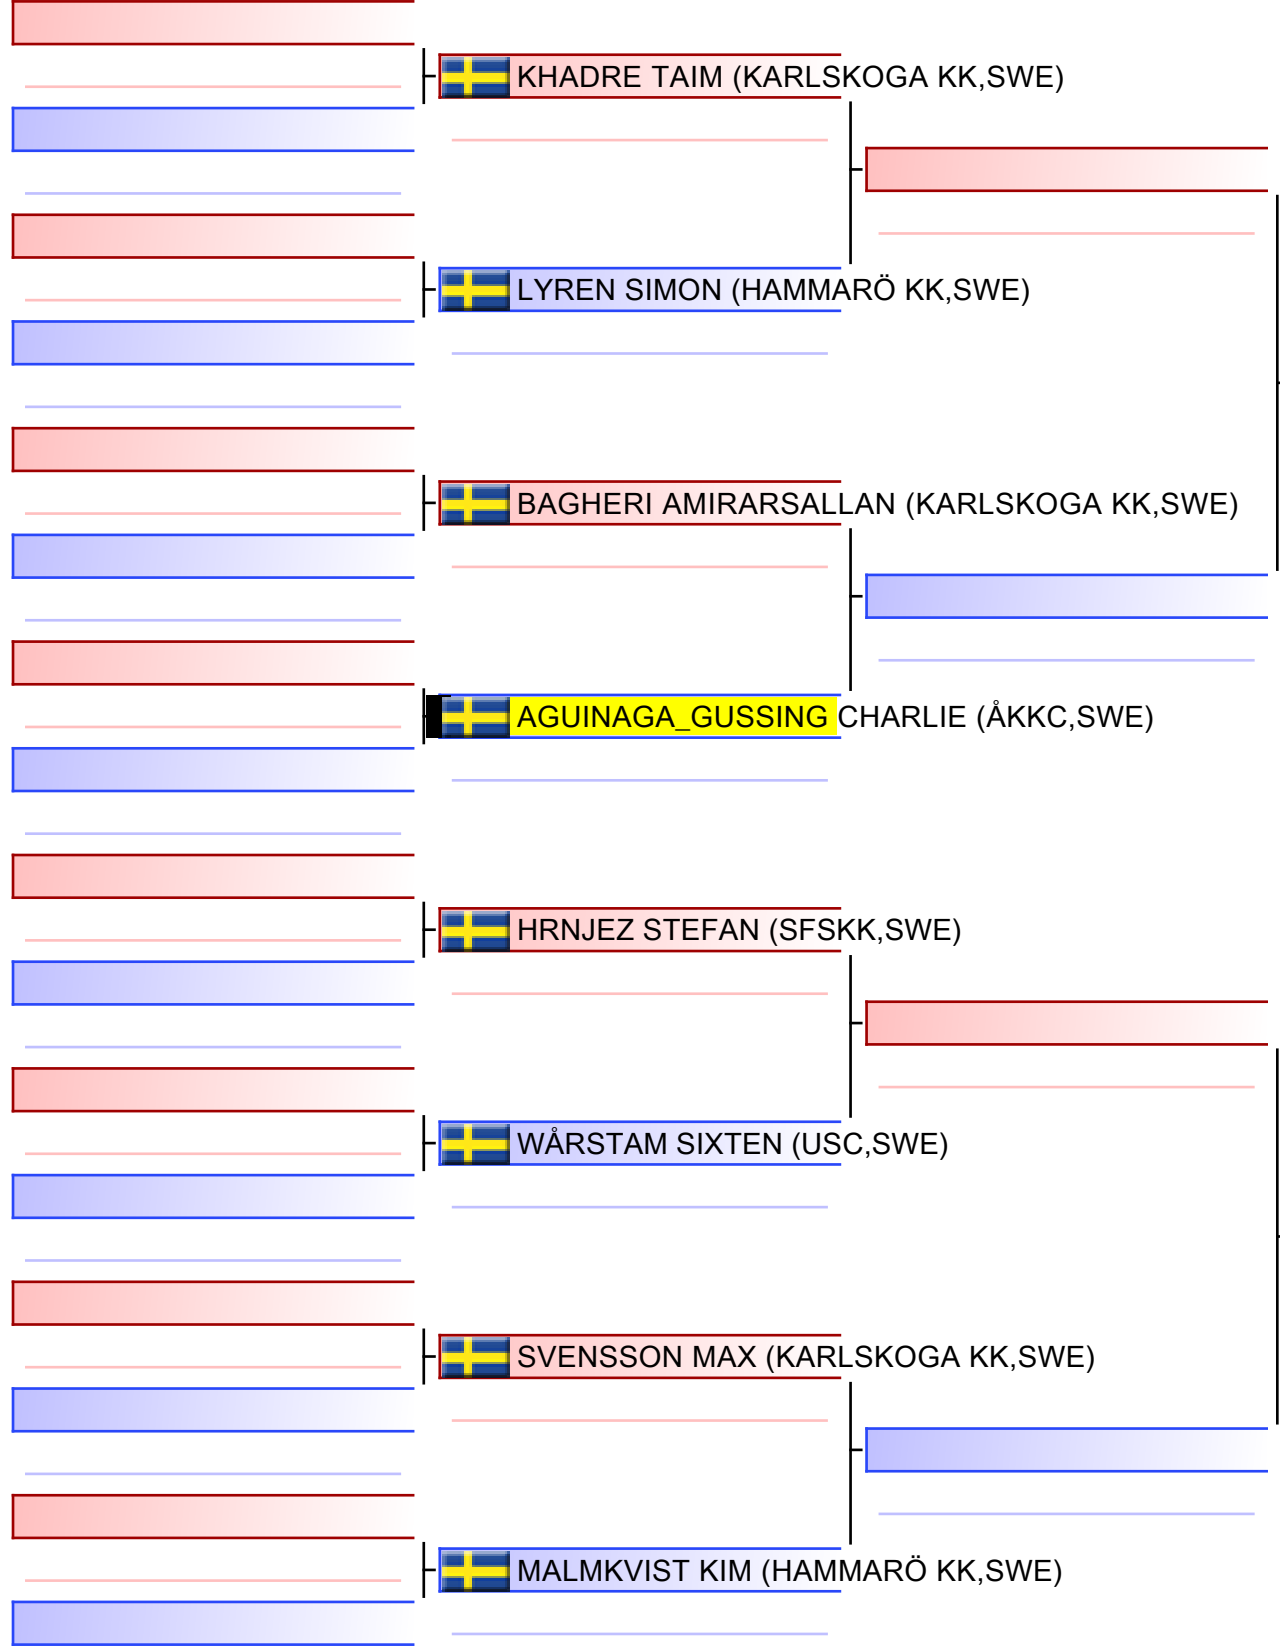 KHADRE TAIM (KARLSKOGA KK,SWE)
LYREN SIMON (HAMMARÖ KK,SWE)
BAGHERI AMIRARSALLAN (KARLSKOGA KK,SWE)
AGUINAGA_GUSSING CHARLIE (ÅKKC,SWE)
HRNJEZ STEFAN (SFSKK,SWE)
WÅRSTAM SIXTEN (USC,SWE)
SVENSSON MAX (KARLSKOGA KK,SWE)
MALMKVIST KIM (HAMMARÖ KK,SWE)